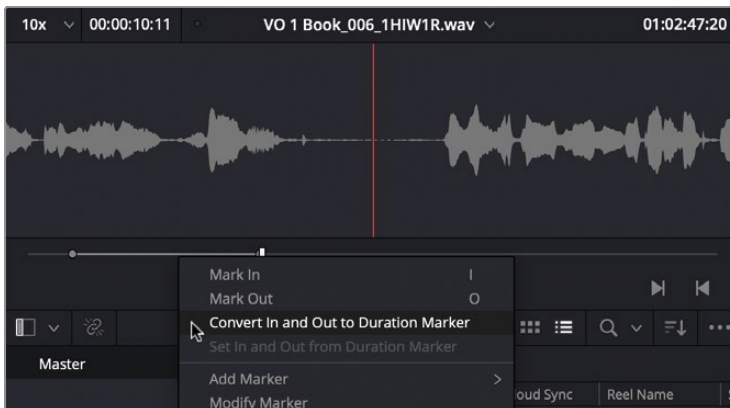 10x 00:00:10:11 VO 1 Book_006_1HIW1R.wav 01:02:47:20
Mark In I
Mark Out O
Convert In and Out to Duration Marker
Set In and Out from Duration Marker
Master
Add Marker >
Modify Marker
oud Sync Reel Name